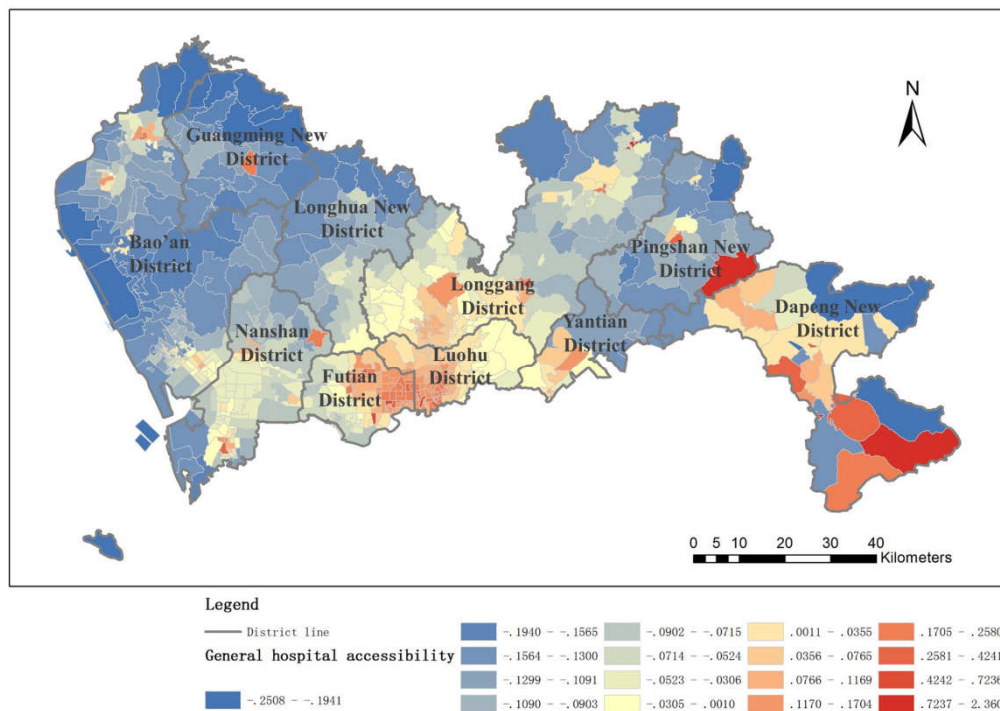 N
Guangming New
District
Longhua New
District
Bao'an
District
Pingshan New
District
Longgang
District
Dapeng New
District
Nanshan
District
Yantian
District
Luohu
District
Futian
District
0 5 10 20 30 40
Kilometers
Legend
District line
General hospital accessibility
-.2508 - -.1941
-.1940 - -.1565
-.1564 - -.1300
-.1299 - -.1091
-.1090 - -.0903
-.0902 - -.0715
-.0714 - -.0524
-.0523 - -.0306
-.0305 - .0010
.0011 - .0355
.0356 - .0765
.0766 - .1169
.1170 - .1704
.1705 - .2580
.2581 - .4241
.4242 - .7236
.7237 - 2.360